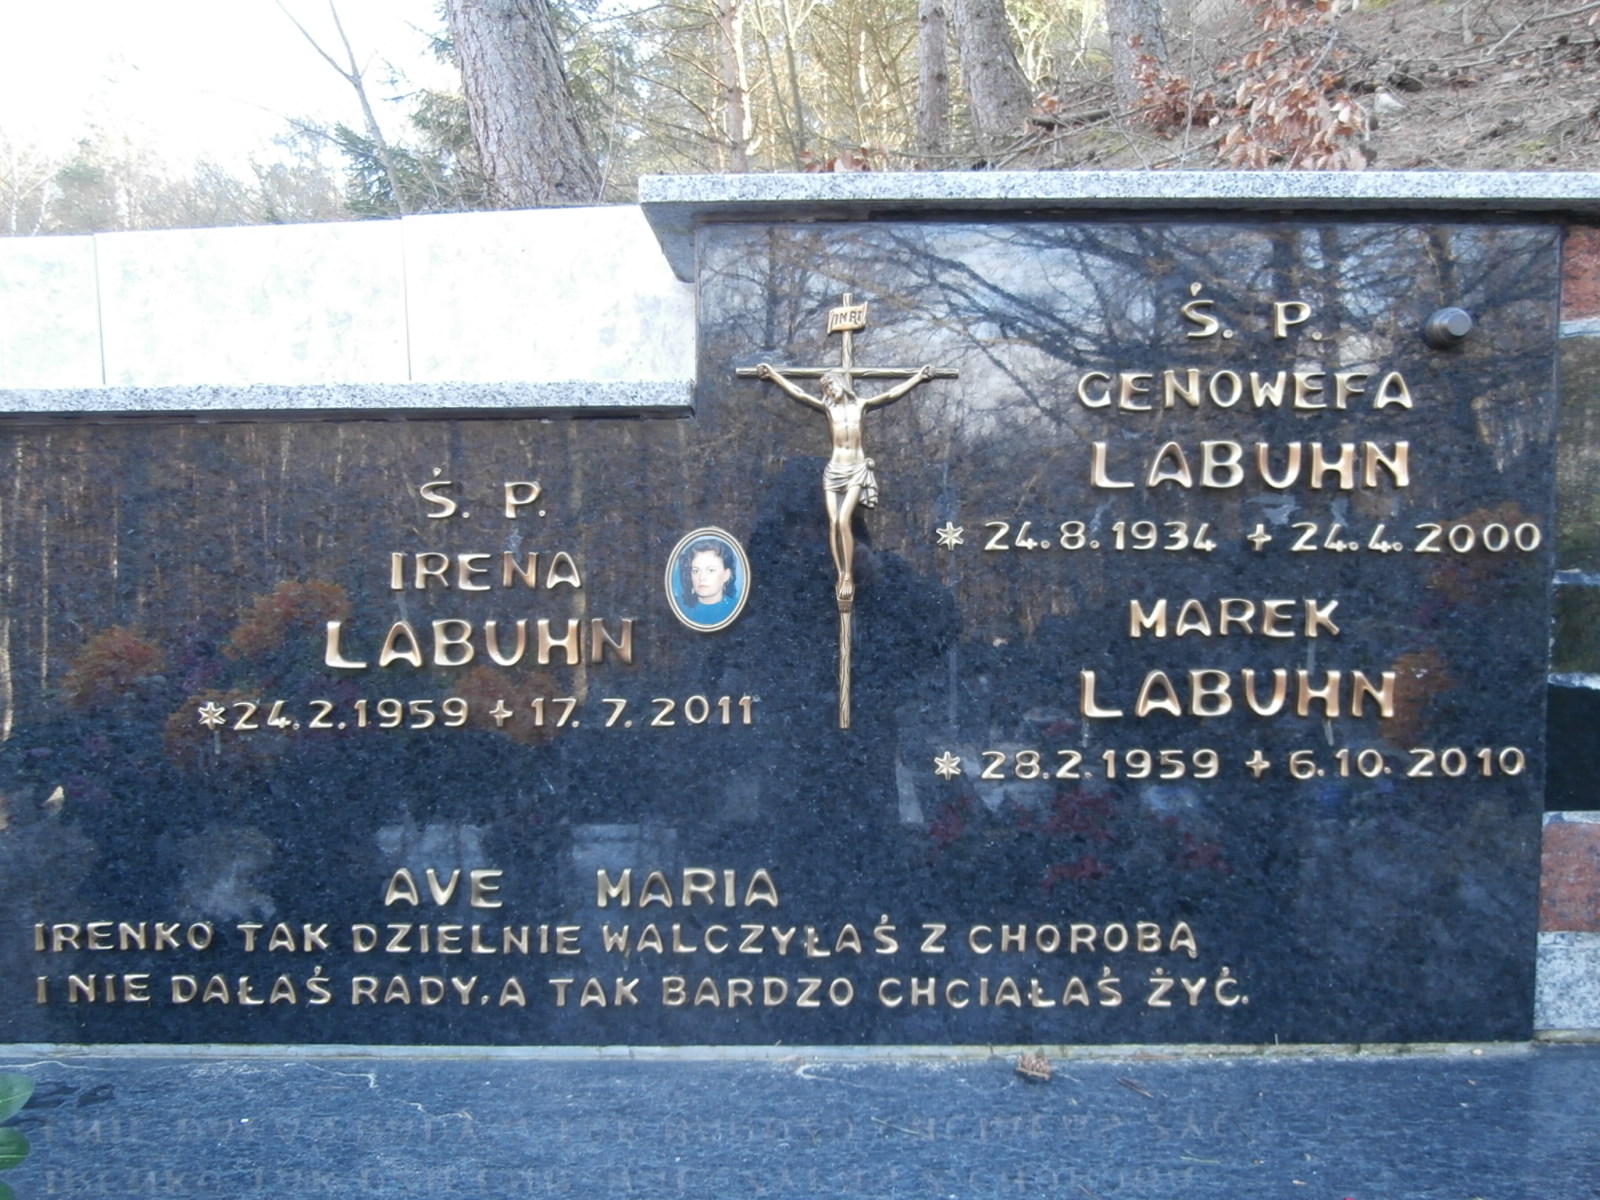 Ś. P.
IRENA
LABUHN
* 24.2.1959 + 17.7.2011
INRI
Ś. P.
GENOWEFA
LABUHN
* 24.8.1934 + 24.4.2000
MAREK
LABUHN
* 28.2.1959 + 6.10.2010
AVE MARIA
IRENKO TAK DZIELNIE WALCZYŁAŚ Z CHOROBĄ
I NIE DAŁAŚ RADY, A TAK BARDZO CHCIAŁAŚ ŻYĆ.